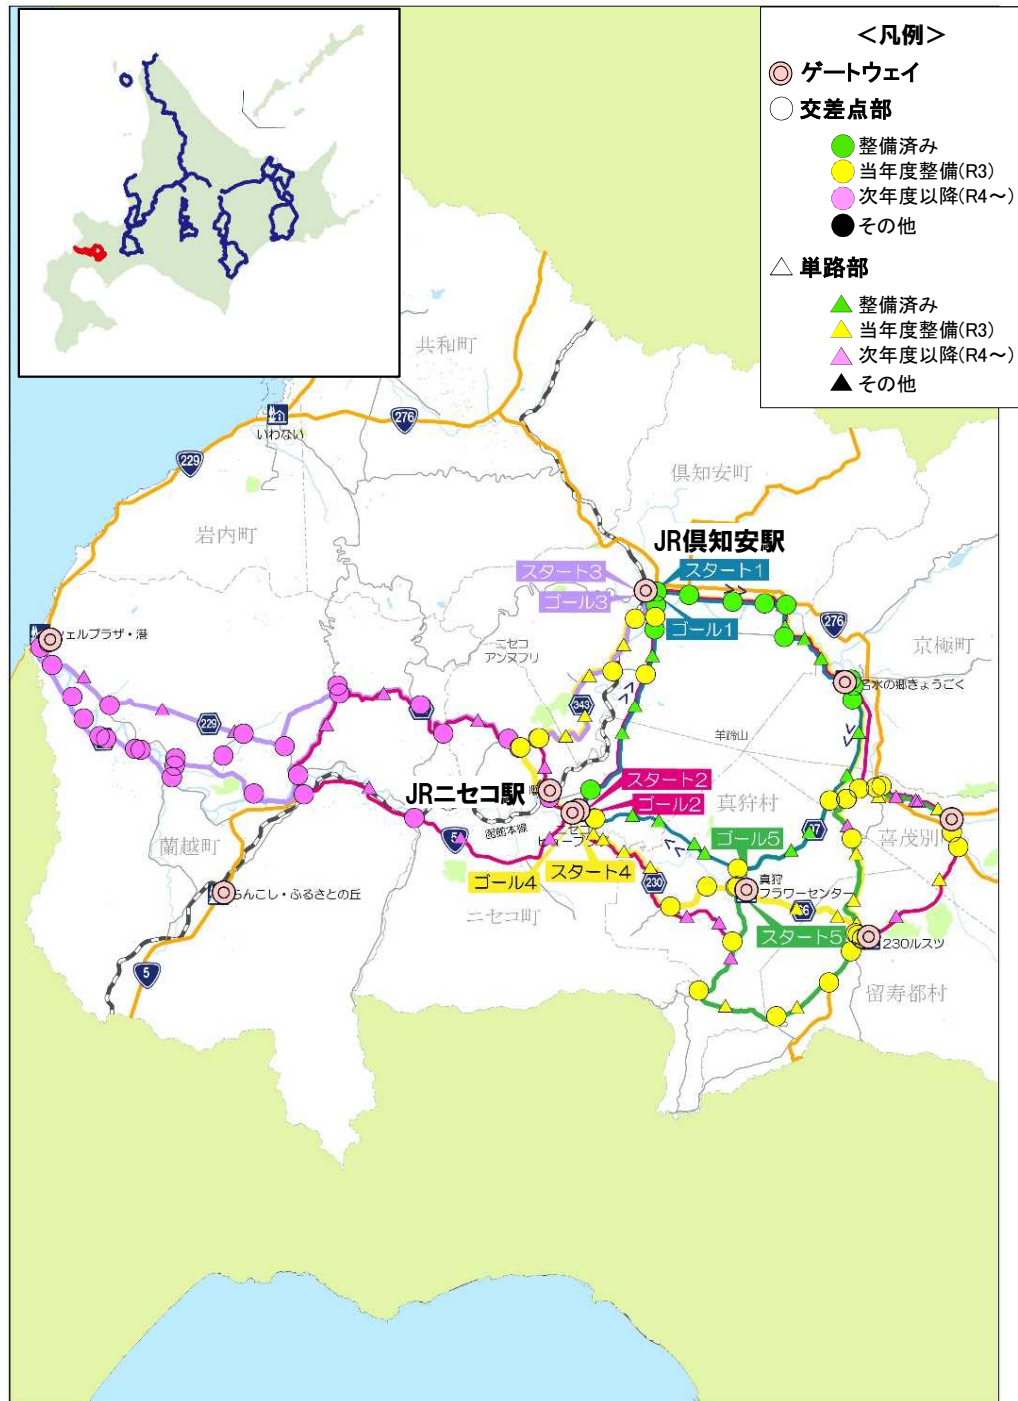 ＜凡例＞
ゲートウェイ
交差点部
整備済み
当年度整備(R3)
次年度以降(R4～)
その他
単路部
整備済み
当年度整備(R3)
次年度以降(R4～)
その他
共和町
276
いわない
229
倶知安町
岩内町
JR倶知安駅
スタート3
スタート1
ゴール3
ゴール1
276
京極町
ニセコ
アンヌプリ
名水の郷きょうごく
229
343
羊蹄山
JRニセコ駅
スタート2
ゴール2
真狩村
函館本線
5
ゴール5
喜茂別
蘭越町
ゴール4
スタート4
230
真狩
フラワーセンター
らんこし・ふるさとの丘
ニセコ町
66
スタート5
230ルスツ
5
留寿都村